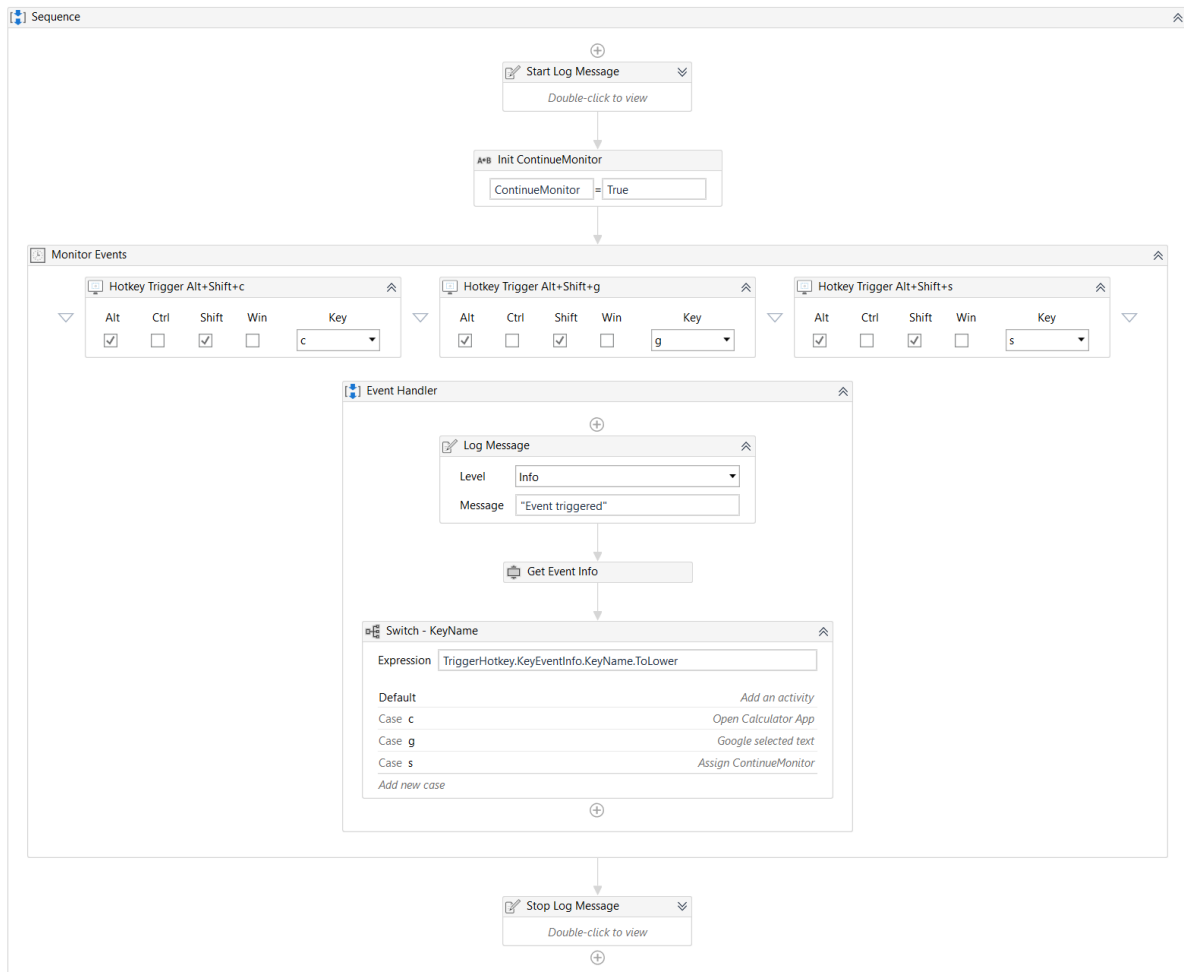 Sequence
Start Log Message
Double-click to view
A*B Init ContinueMonitor
ContinueMonitor = True
Monitor Events
Hotkey Trigger Alt+Shift+c
Alt Ctrl Shift Win Key
c
Hotkey Trigger Alt+Shift+g
Alt Ctrl Shift Win Key
g
Hotkey Trigger Alt+Shift+s
Alt Ctrl Shift Win Key
s
Event Handler
Log Message
Level Info
Message "Event triggered"
Get Event Info
Switch - KeyName
Expression TriggerHotkey.KeyEventInfo.KeyName.ToLower
Default Add an activity
Case c Open Calculator App
Case g Google selected text
Case s Assign ContinueMonitor
Add new case
Stop Log Message
Double-click to view